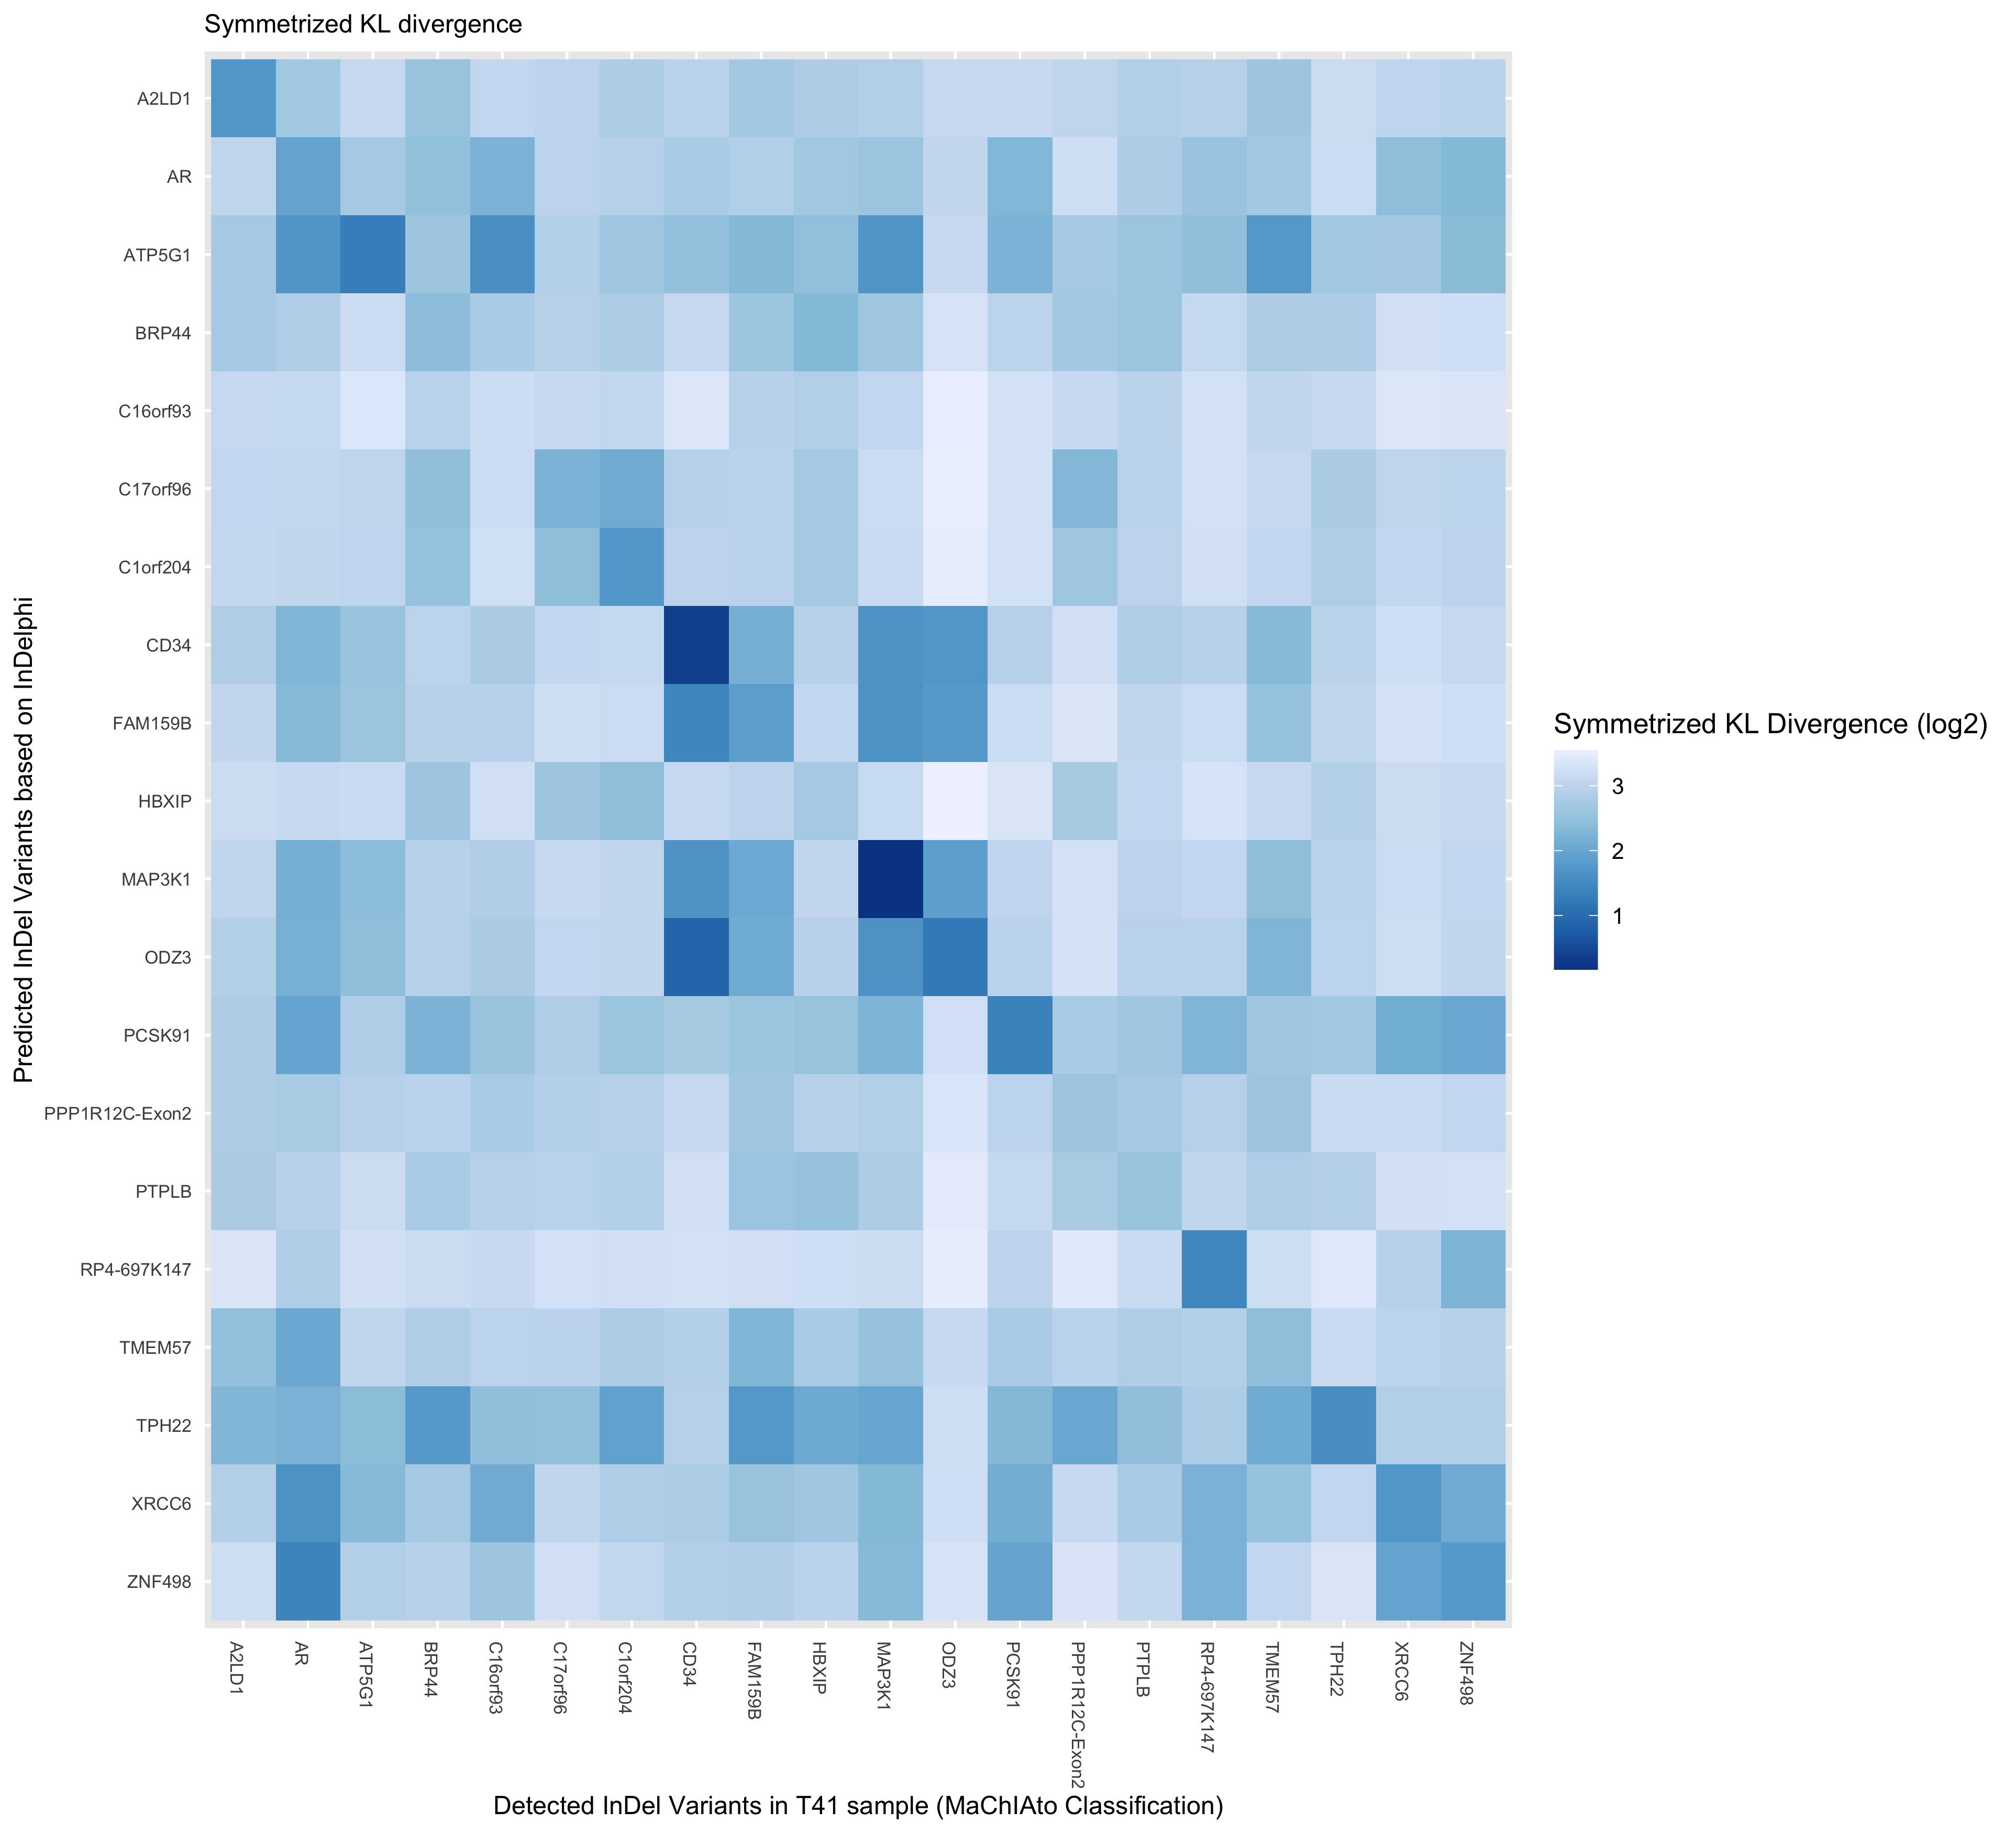 Symmetrized KL divergence
A2LD1
AR
ATP5G1
BRP44
C16orf93
C17orf96
C1orf204
CD34
FAM159B
HBXIP
MAP3K1
ODZ3
PCSK91
PPP1R12C-Exon2
PTPLB
RP4-697K147
TMEM57
TPH22
XRCC6
ZNF498
Predicted InDel Variants based on InDelphi
A2LD1
AR
ATP5G1
BRP44
C16orf93
C17orf96
C1orf204
CD34
FAM159B
HBXIP
MAP3K1
ODZ3
PCSK91
PPP1R12C-Exon2
PTPLB
RP4-697K147
TMEM57
TPH22
XRCC6
ZNF498
Detected InDel Variants in T41 sample (MaChIAto Classification)
Symmetrized KL Divergence (log2)
3
2
1